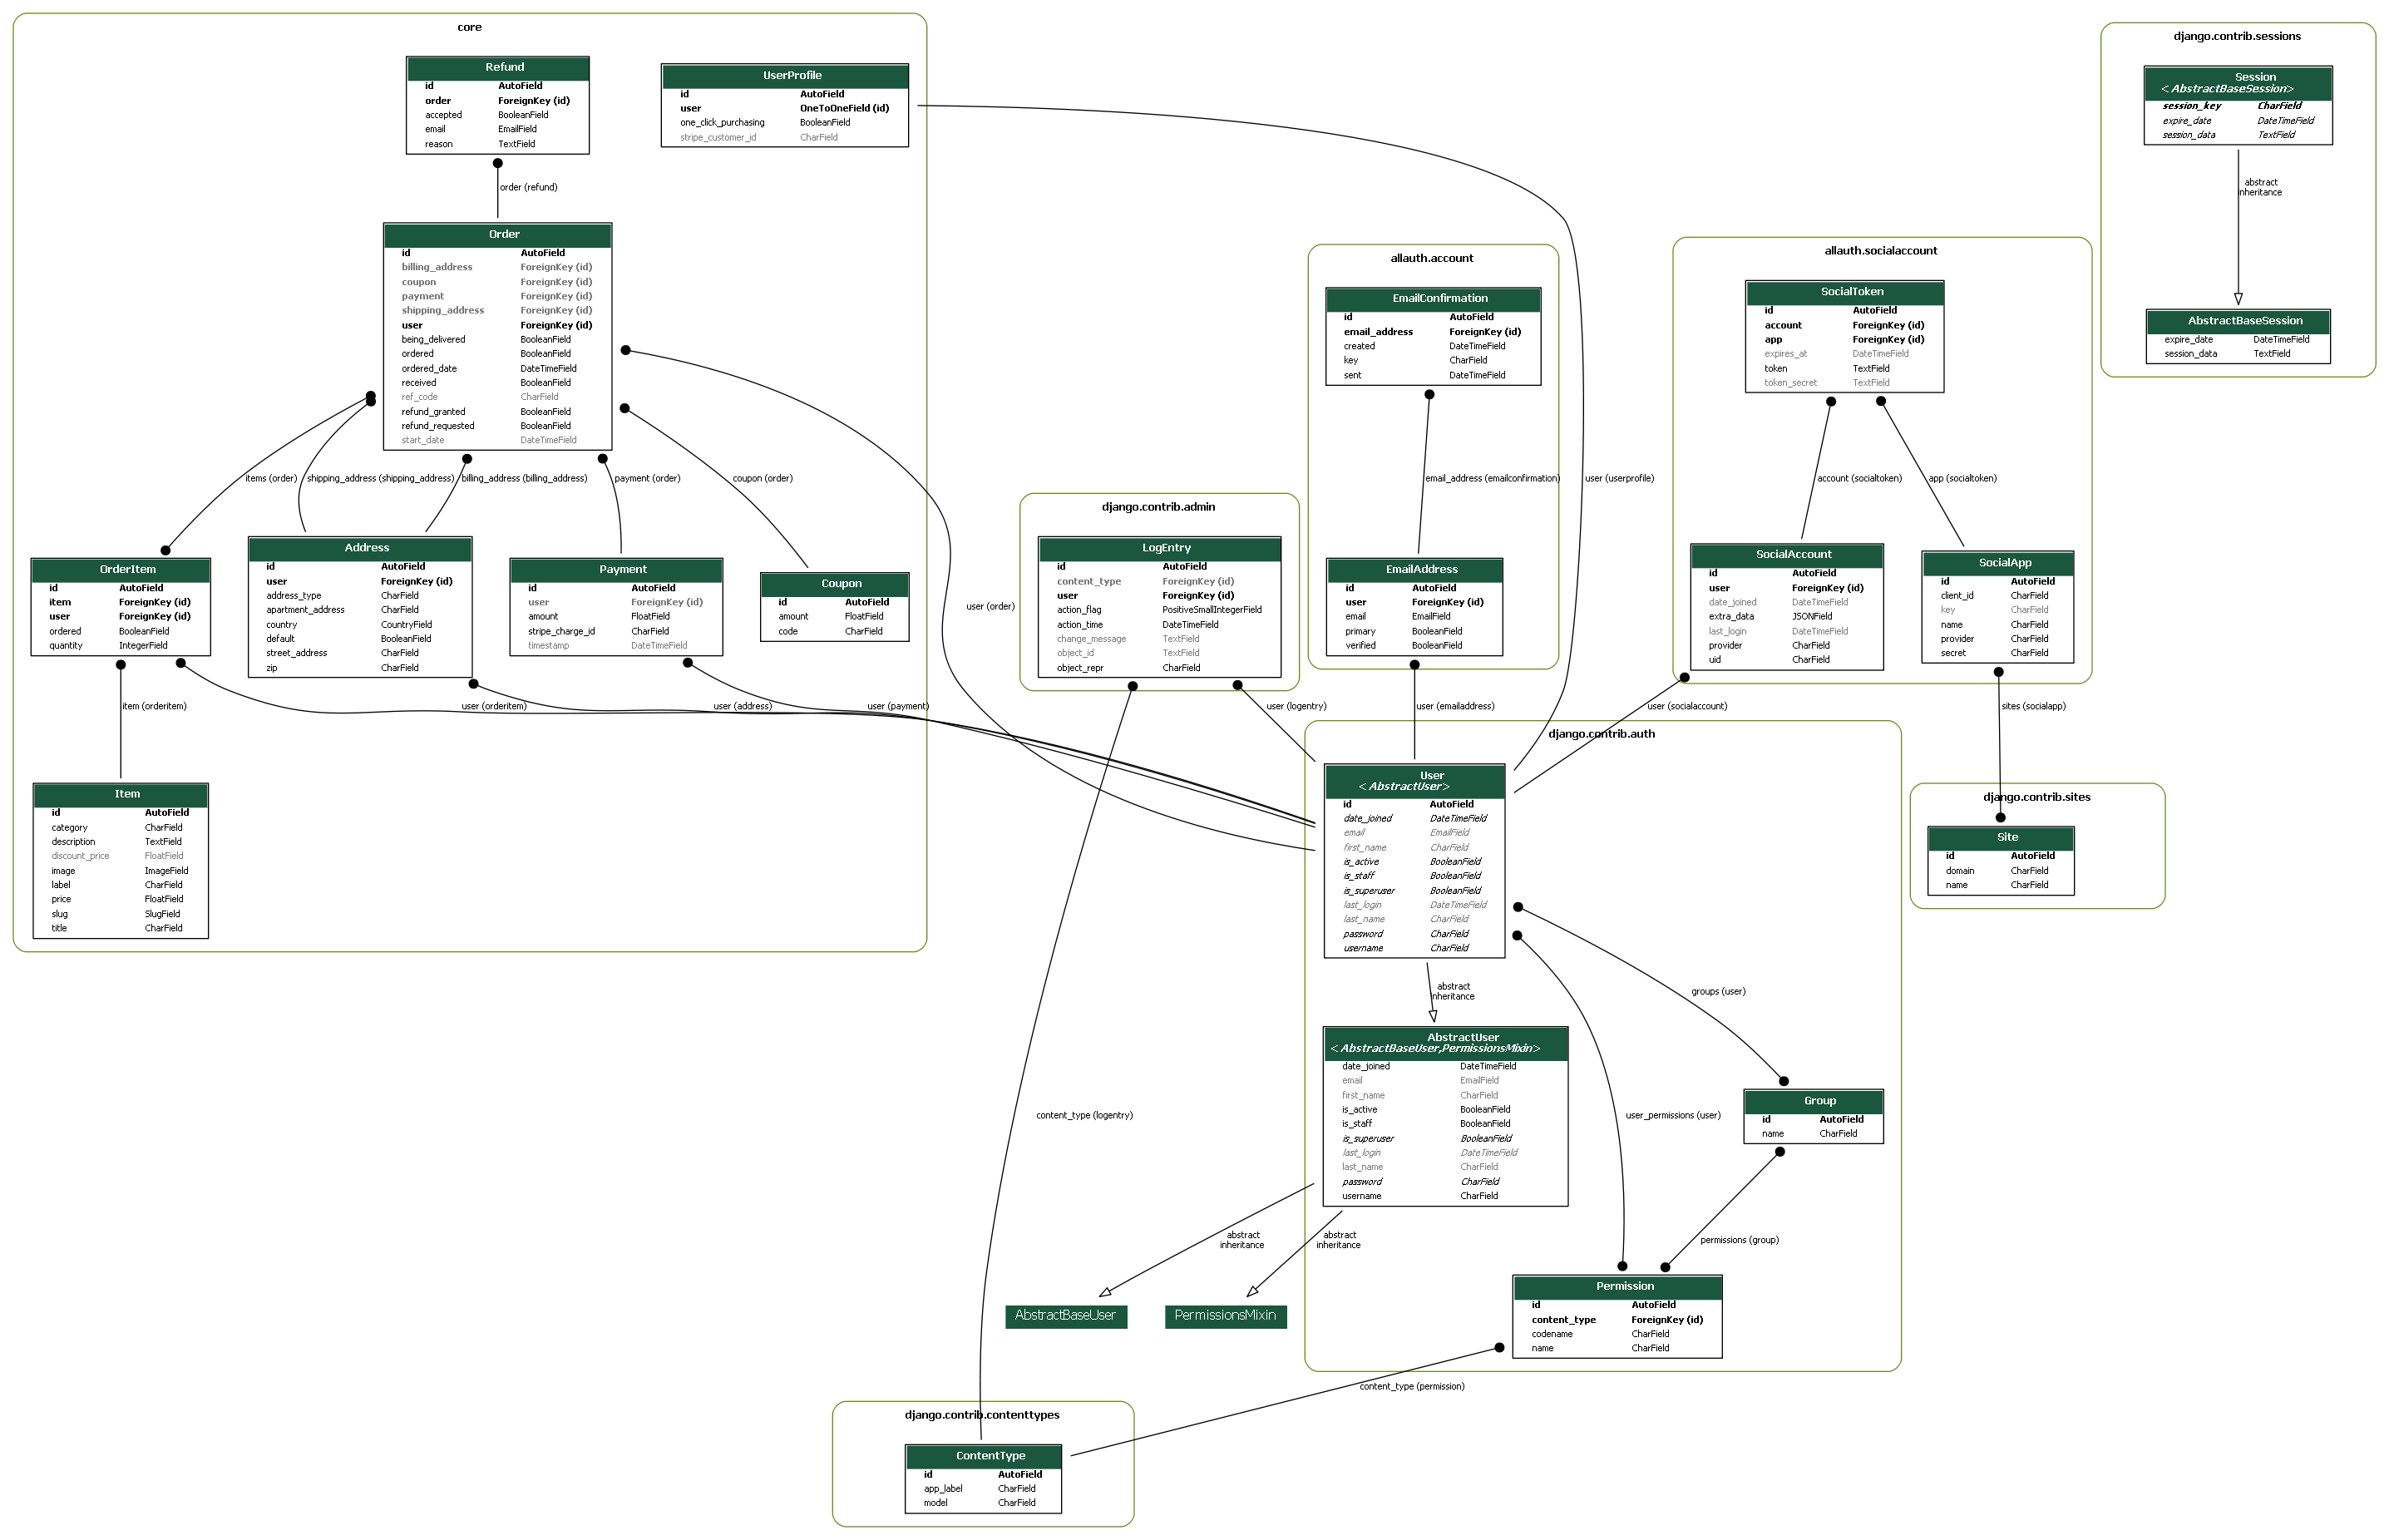 core
Refund
id AutoField
order ForeignKey (id)
accepted BooleanField
email EmailField
reason TextField
UserProfile
id AutoField
user OneToOneField (id)
one_click_purchasing BooleanField
stripe_customer_id CharField
order (refund)
Order
id AutoField
billing_address ForeignKey (id)
coupon ForeignKey (id)
payment ForeignKey (id)
shipping_address ForeignKey (id)
user ForeignKey (id)
being_delivered BooleanField
ordered BooleanField
ordered_date DateTimeField
received BooleanField
ref_code CharField
refund_granted BooleanField
refund_requested BooleanField
start_date DateTimeField
items (order)
shipping_address (shipping_address)
billing_address (billing_address)
payment (order)
coupon (order)
user (order)
OrderItem
id AutoField
item ForeignKey (id)
user ForeignKey (id)
ordered BooleanField
quantity IntegerField
Address
id AutoField
user ForeignKey (id)
address_type CharField
apartment_address CharField
country CountryField
default BooleanField
street_address CharField
zip CharField
Payment
id AutoField
user ForeignKey (id)
amount FloatField
stripe_charge_id CharField
timestamp DateTimeField
Coupon
id AutoField
amount FloatField
code CharField
item (orderitem)
user (orderitem)
user (address)
user (payment)
Item
id AutoField
category CharField
description TextField
discount_price FloatField
image ImageField
label CharField
price FloatField
slug SlugField
title CharField
django.contrib.admin
LogEntry
id AutoField
content_type ForeignKey (id)
user ForeignKey (id)
action_flag PositiveSmallIntegerField
action_time DateTimeField
change_message TextField
object_id TextField
object_repr CharField
user (logentry)
content_type (logentry)
allauth.account
EmailConfirmation
id AutoField
email_address ForeignKey (id)
created DateTimeField
key CharField
sent DateTimeField
email_address (emailconfirmation)
EmailAddress
id AutoField
user ForeignKey (id)
email EmailField
primary BooleanField
verified BooleanField
user (emailaddress)
user (userprofile)
allauth.socialaccount
SocialToken
id AutoField
account ForeignKey (id)
app ForeignKey (id)
expires_at DateTimeField
token TextField
token_secret TextField
account (socialtoken)
app (socialtoken)
SocialAccount
id AutoField
user ForeignKey (id)
date_joined DateTimeField
extra_data JSONField
last_login DateTimeField
provider CharField
uid CharField
SocialApp
id AutoField
client_id CharField
key CharField
name CharField
provider CharField
secret CharField
user (socialaccount)
sites (socialapp)
django.contrib.sessions
Session
<AbstractBaseSession>
session_key CharField
expire_date DateTimeField
session_data TextField
abstract
inheritance
AbstractBaseSession
expire_date DateTimeField
session_data TextField
django.contrib.sites
Site
id AutoField
domain CharField
name CharField
django.contrib.auth
User
<AbstractUser>
id AutoField
date_joined DateTimeField
email EmailField
first_name CharField
is_active BooleanField
is_staff BooleanField
is_superuser BooleanField
last_login DateTimeField
last_name CharField
password CharField
username CharField
abstract
inheritance
groups (user)
user_permissions (user)
AbstractUser
<AbstractBaseUser,PermissionsMixin>
date_joined DateTimeField
email EmailField
first_name CharField
is_active BooleanField
is_staff BooleanField
is_superuser BooleanField
last_login DateTimeField
last_name CharField
password CharField
username CharField
Group
id AutoField
name CharField
permissions (group)
abstract
inheritance
abstract
inheritance
AbstractBaseUser
PermissionsMixin
Permission
id AutoField
content_type ForeignKey (id)
codename CharField
name CharField
content_type (permission)
django.contrib.contenttypes
ContentType
id AutoField
app_label CharField
model CharField